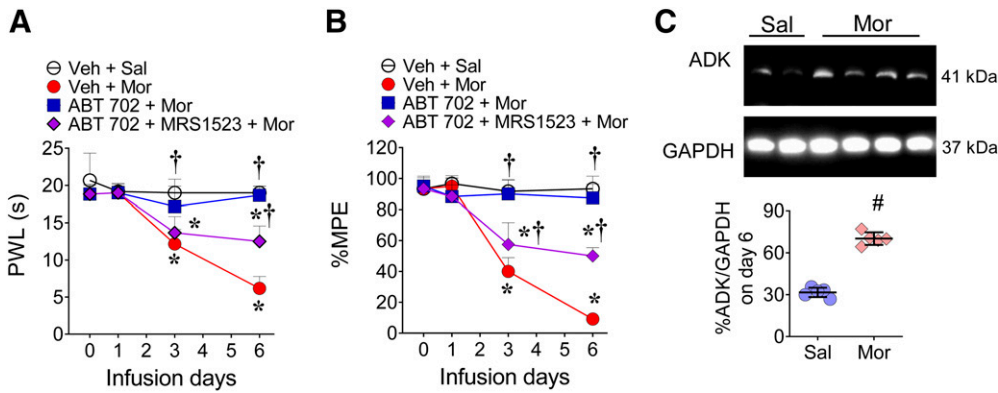 A
Veh + Sal
Veh + Mor
ABT 702 + Mor
ABT 702 + MRS1523 + Mor
PWL (s)
25
20
15
10
5
0
† †
* *†
* *
0 1 2 3 4 5 6
Infusion days
B
Veh + Sal
Veh + Mor
ABT 702 + Mor
ABT 702 + MRS1523 + Mor
%MPE
120
100
80
60
40
20
0
† †
*† *†
* *
0 1 2 3 4 5 6
Infusion days
C
Sal Mor
ADK
41 kDa
GAPDH
37 kDa
%ADK/GAPDH
on day 6
90
60
30
0
#
Sal Mor